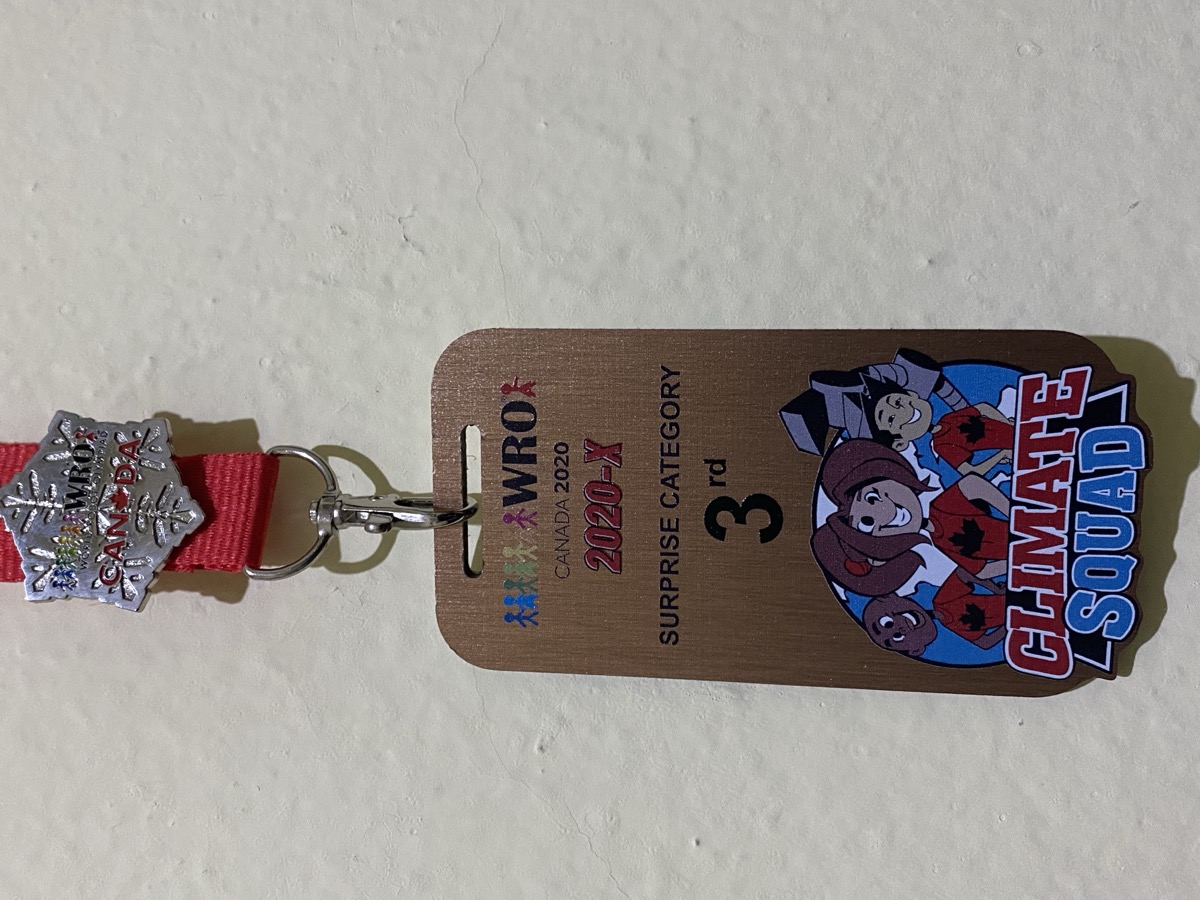 WRO
CANADA
WRO
CANADA 2020
2020-X
SURPRISE CATEGORY
3rd
CLIMATE
SQUAD